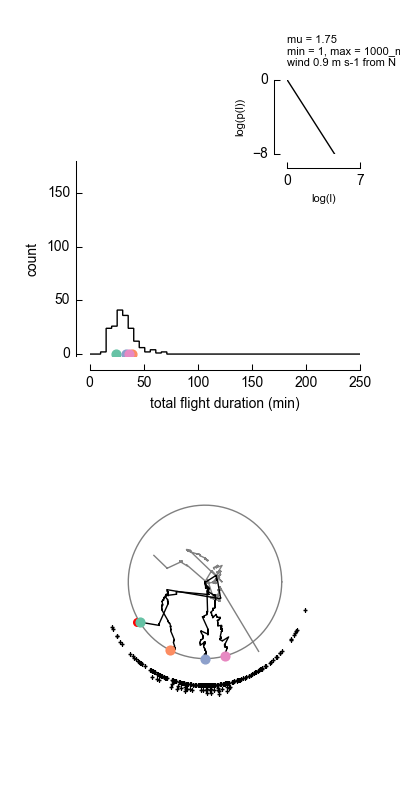 mu = 1.75
min = 1, max = 1000_m
wind 0.9 m s-1 from N
0
log(p(l))
−8
0
7
log(l)
150
100
50
0
count
0
50
100
150
200
250
total flight duration (min)